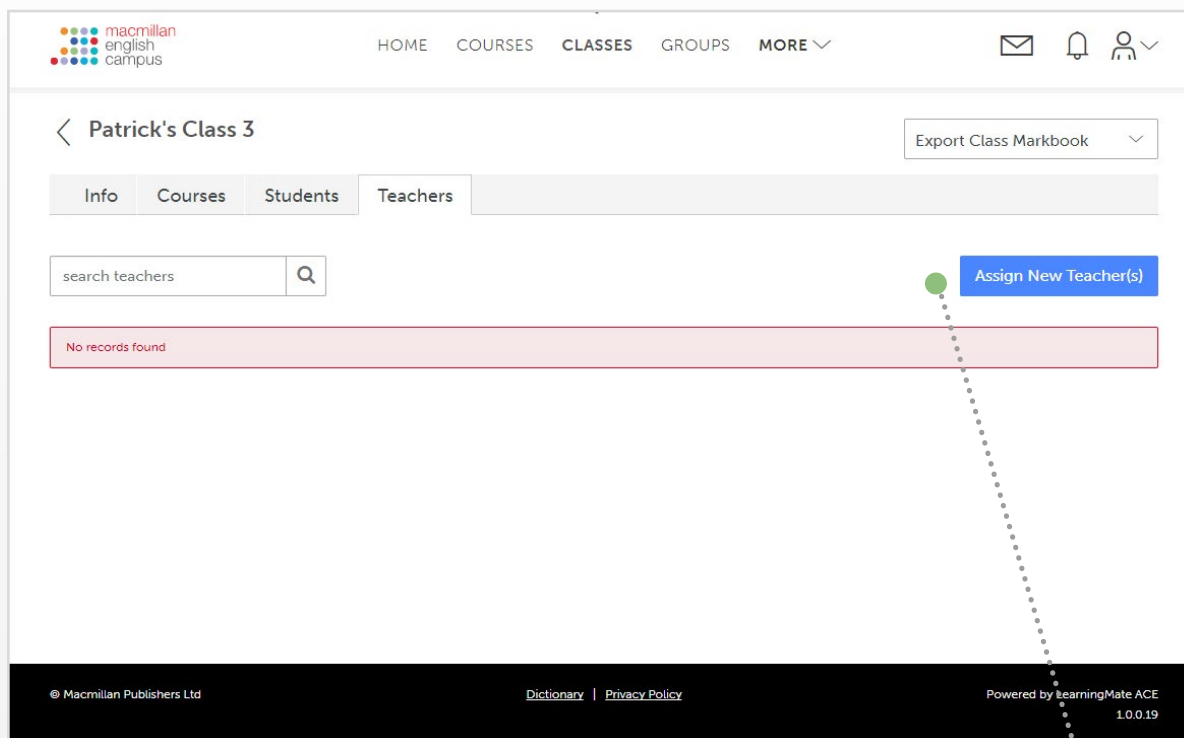 macmillan
english
campus
HOME COURSES CLASSES GROUPS MORE
Patrick's Class 3
Export Class Markbook
Info Courses Students Teachers
search teachers
Assign New Teacher(s)
No records found
© Macmillan Publishers Ltd
Dictionary | Privacy Policy
Powered by LearningMate ACE
1.0.0.19